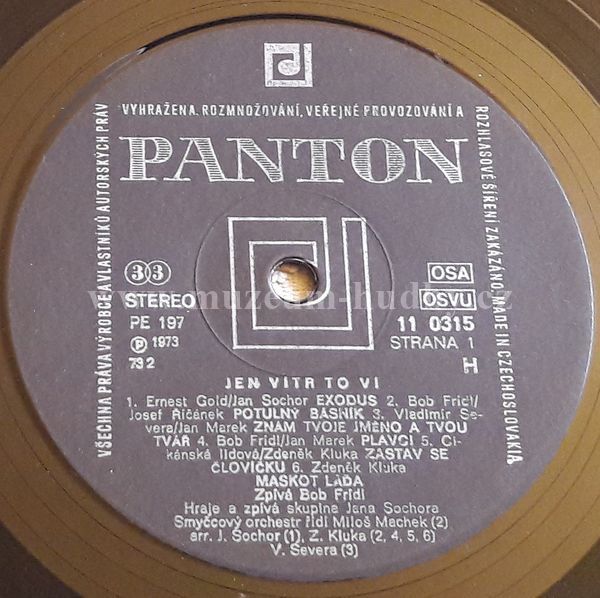 VYHRAŽENA. ROZMNOŽOVÁNÍ, VEŘEJNÉ PROVOZOVÁNÍ A
ROZHLASOVÉ ŠÍŘENÍ ZAKÁZÁNO. MADE IN CZECHOSLOVAKIA
VŠECHNA PRÁVA VÝROBCE A VLASTNÍKŮ AUTORSKÝCH PRÁV
PANTON
33
STEREO
PE 197
Ⓟ 1973
73 2
OSA
OSVU
11 0315
STRANA 1
H
www.muzeum-hudby.cz
JEN VÍTR TO VÍ
1. Ernest Gold/Jan Sochor EXODUS 2. Bob Frídl/
Josef Říčánek POTULNÝ BÁSNÍK 3. Vladimír Se-
vera/Jan Marek ZNÁM TVOJE JMÉNO A TVOU
TVÁŘ 4. Bob Frídl/Jan Marek PLAVCI 5. Ci-
kánská lidová/Zdeněk Kluka ZASTAV SE
ČLOVÍČKU 6. Zdeněk Kluka
MASKOT LÁĎA
Zpívá Bob Frídl
Hraje a zpívá skupina Jana Sochora
Smyčcový orchestr řídí Miloš Machek (2)
arr. J. Sochor (1), Z. Kluka (2, 4, 5, 6)
V. Severa (3)